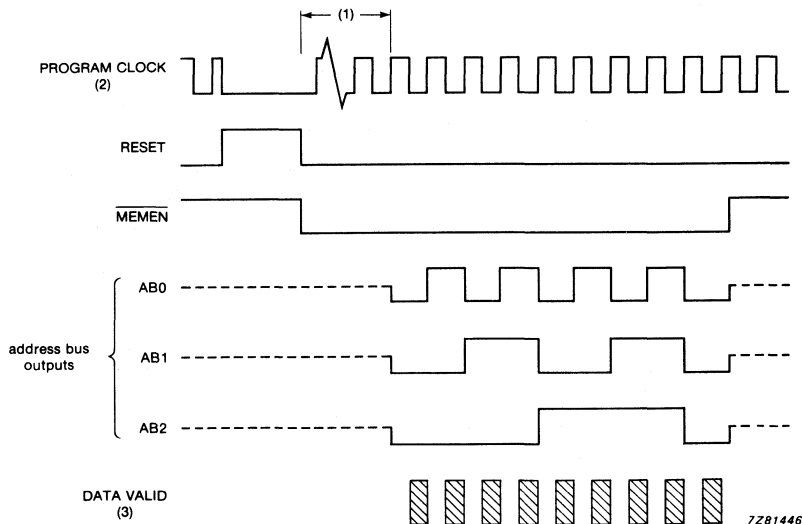 (1)
PROGRAM CLOCK
(2)
RESET
MEMEN
AB0
address bus
outputs
AB1
AB2
DATA VALID
(3)
7Z81446